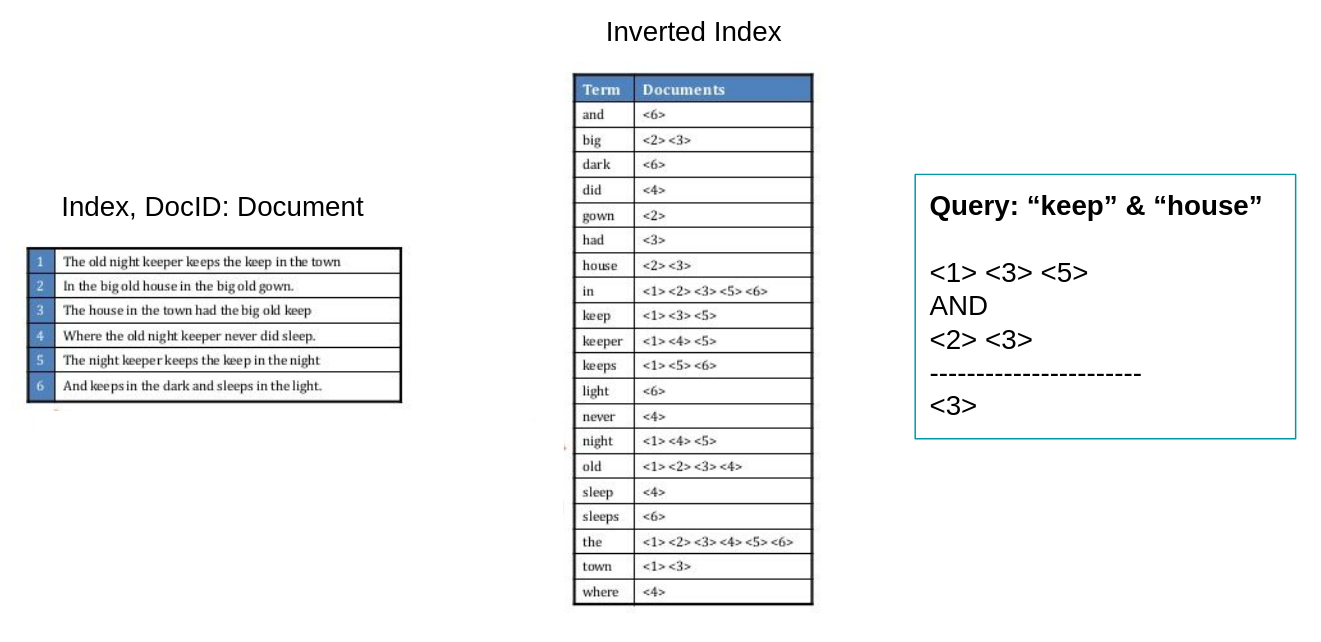 Inverted Index
Index, DocID: Document
1 The old night keeper keeps the keep in the town
2 In the big old house in the big old gown.
3 The house in the town had the big old keep
4 Where the old night keeper never did sleep.
5 The night keeper keeps the keep in the night
6 And keeps in the dark and sleeps in the light.
Term Documents
and <6>
big <2> <3>
dark <6>
did <4>
gown <2>
had <3>
house <2> <3>
in <1> <2> <3> <5> <6>
keep <1> <3> <5>
keeper <1> <4> <5>
keeps <1> <5> <6>
light <6>
never <4>
night <1> <4> <5>
old <1> <2> <3> <4>
sleep <4>
sleeps <6>
the <1> <2> <3> <4> <5> <6>
town <1> <3>
where <4>
Query: “keep” & “house”
<1> <3> <5>
AND
<2> <3>
-----------------------
<3>